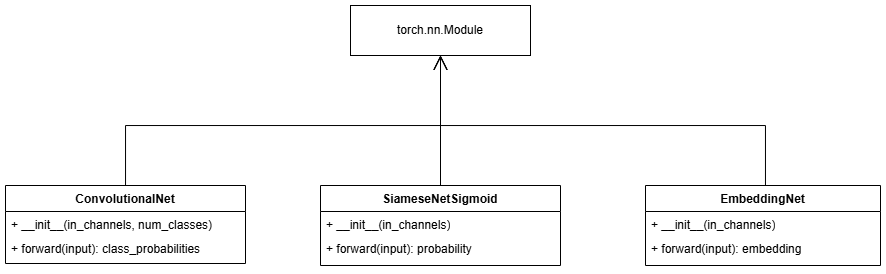 torch.nn.Module
ConvolutionalNet
+ __init__(in_channels, num_classes)
+ forward(input): class_probabilities
SiameseNetSigmoid
+ __init__(in_channels)
+ forward(input): probability
EmbeddingNet
+ __init__(in_channels)
+ forward(input): embedding